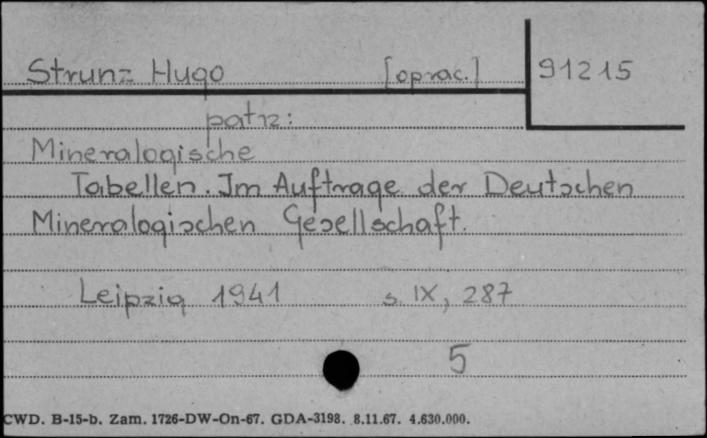 Strunz Hugo [oprac.] 91215
patrz:
Mineralogische
Tabellen. Im Auftrage der Deutschen
Mineralogischen Gesellschaft.
Leipzig 1941 s. IX, 287
5
CWD. B-15-b. Zam. 1726-DW-On-67. GDA-3198. 8.11.67. 4.630.000.